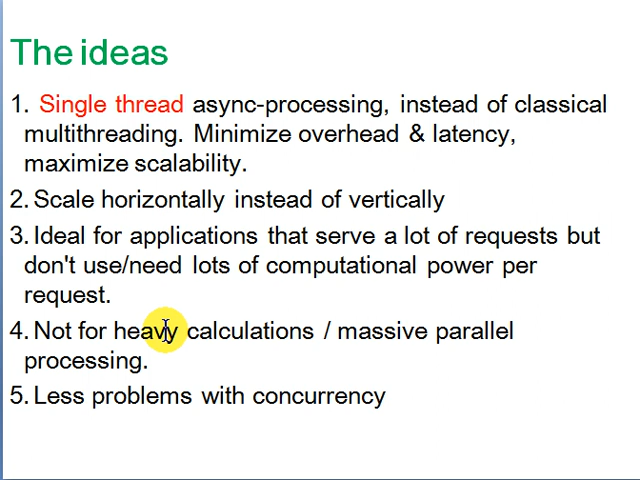 The ideas
1. Single thread async-processing, instead of classical
multithreading. Minimize overhead & latency,
maximize scalability.
2. Scale horizontally instead of vertically
3. Ideal for applications that serve a lot of requests but
don't use/need lots of computational power per
request.
4. Not for heavy calculations / massive parallel
processing.
5. Less problems with concurrency